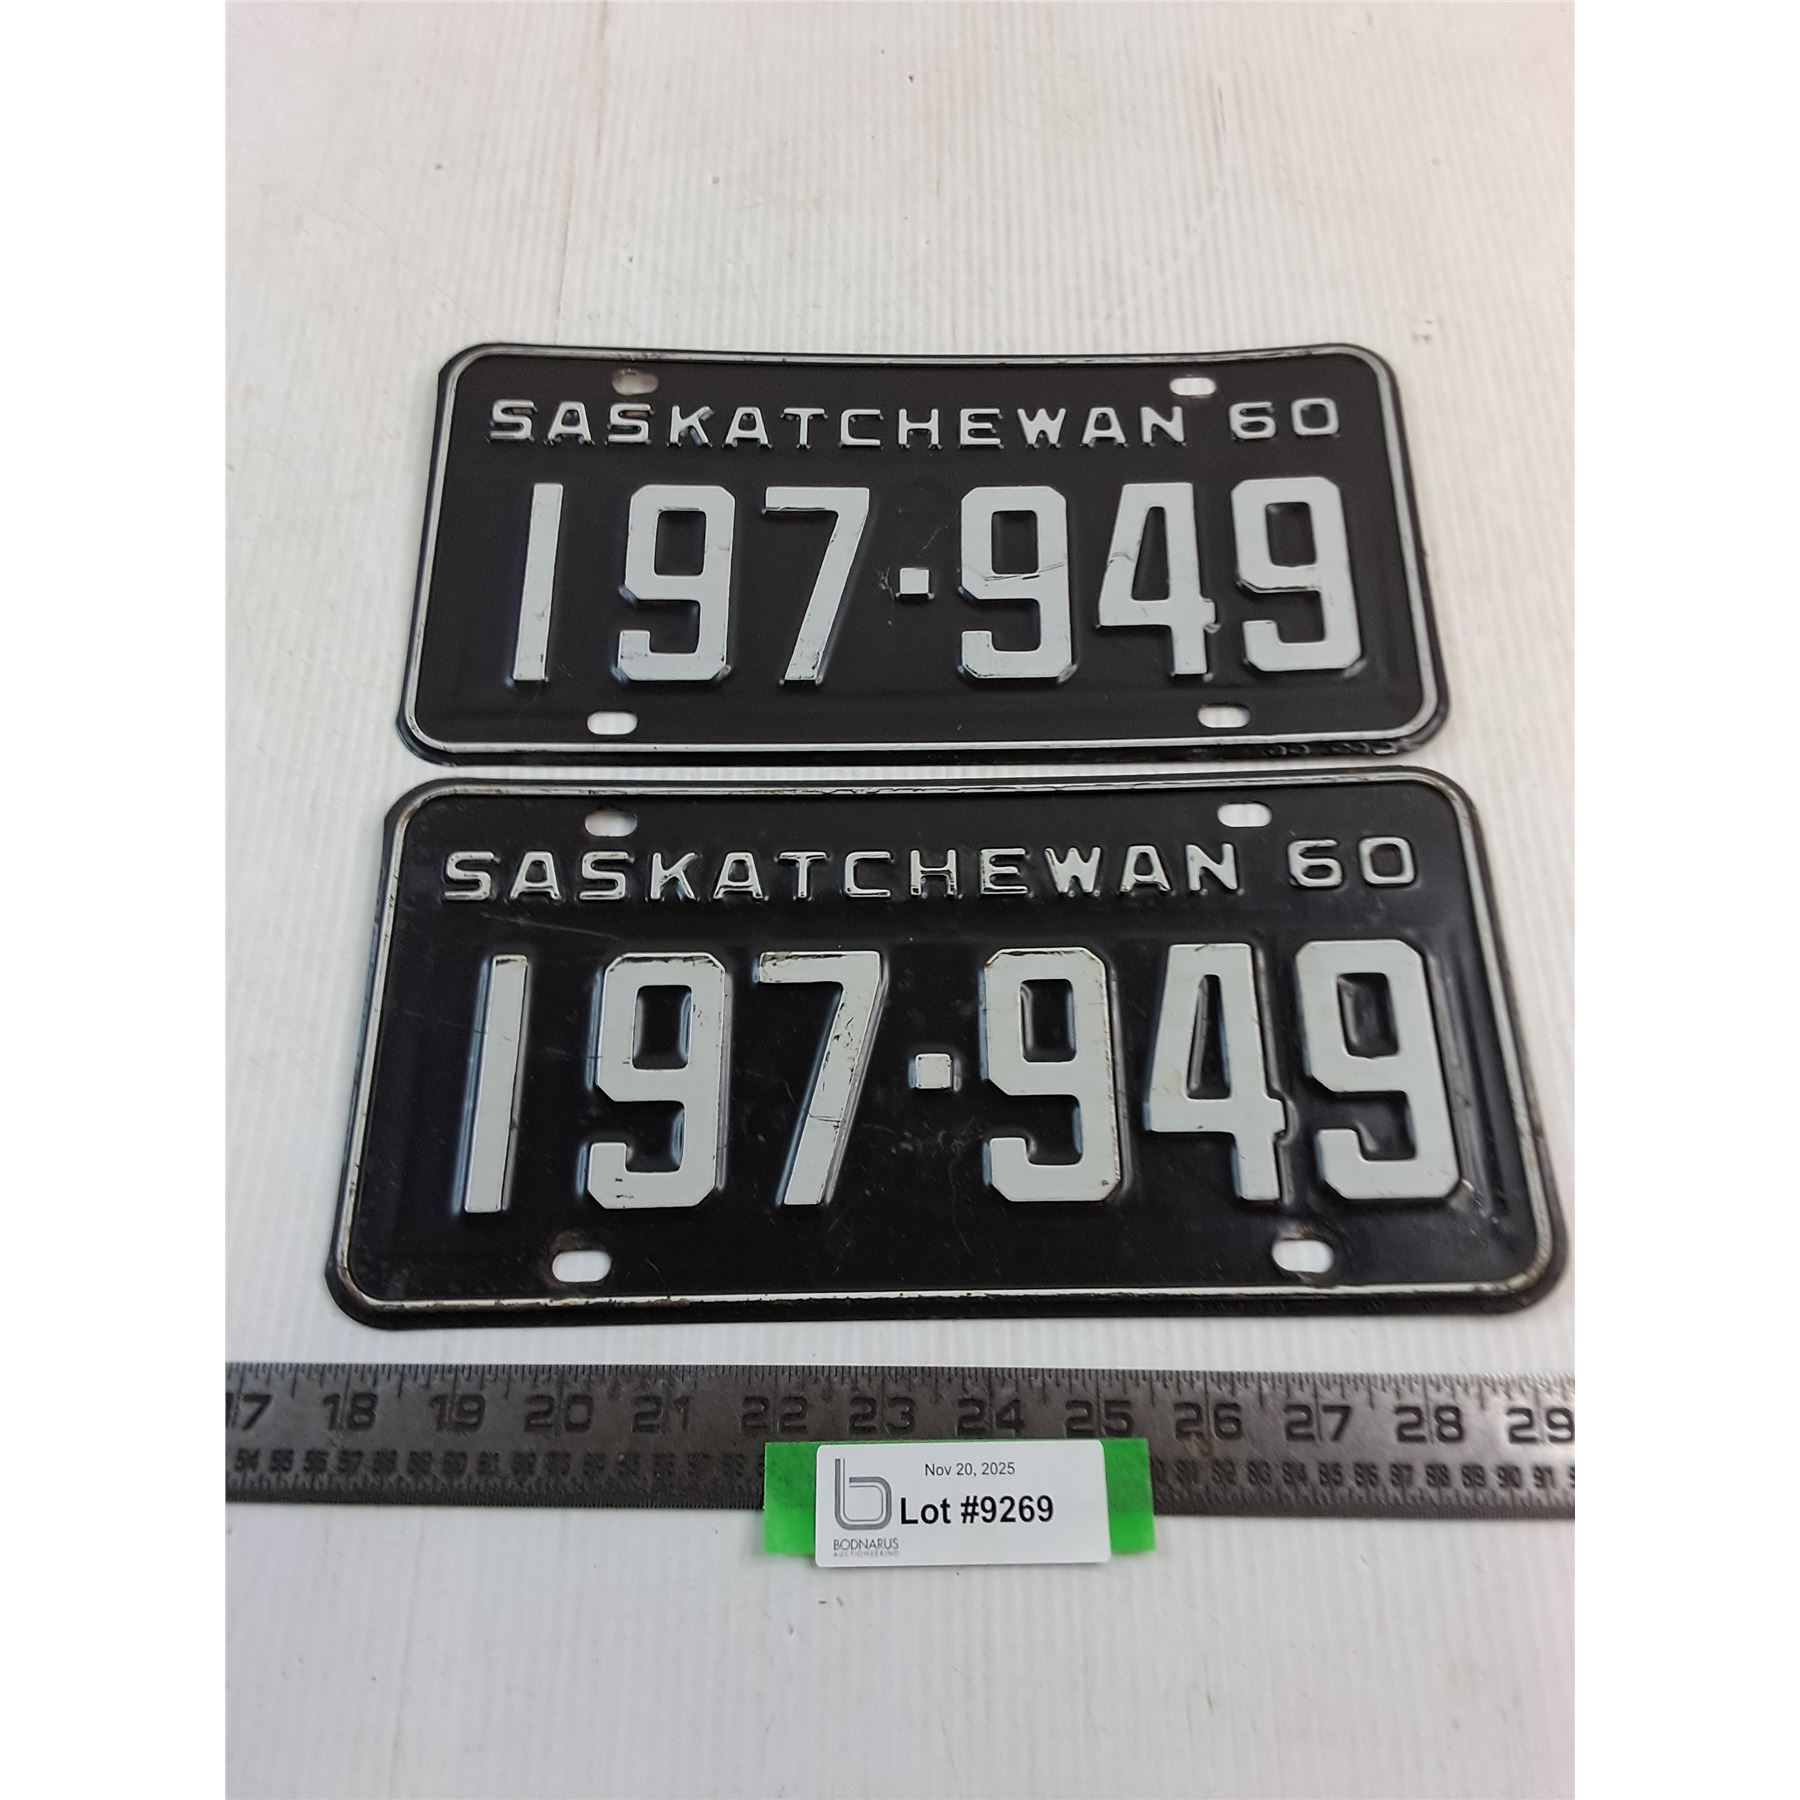 SASKATCHEWAN 60
197·949
SASKATCHEWAN 60
197·949
17 18 19 20 21 22 23 24 25 26 27 28 29
Nov 20, 2025
b Lot #9269
BODNARUS
AUCTIONEERING